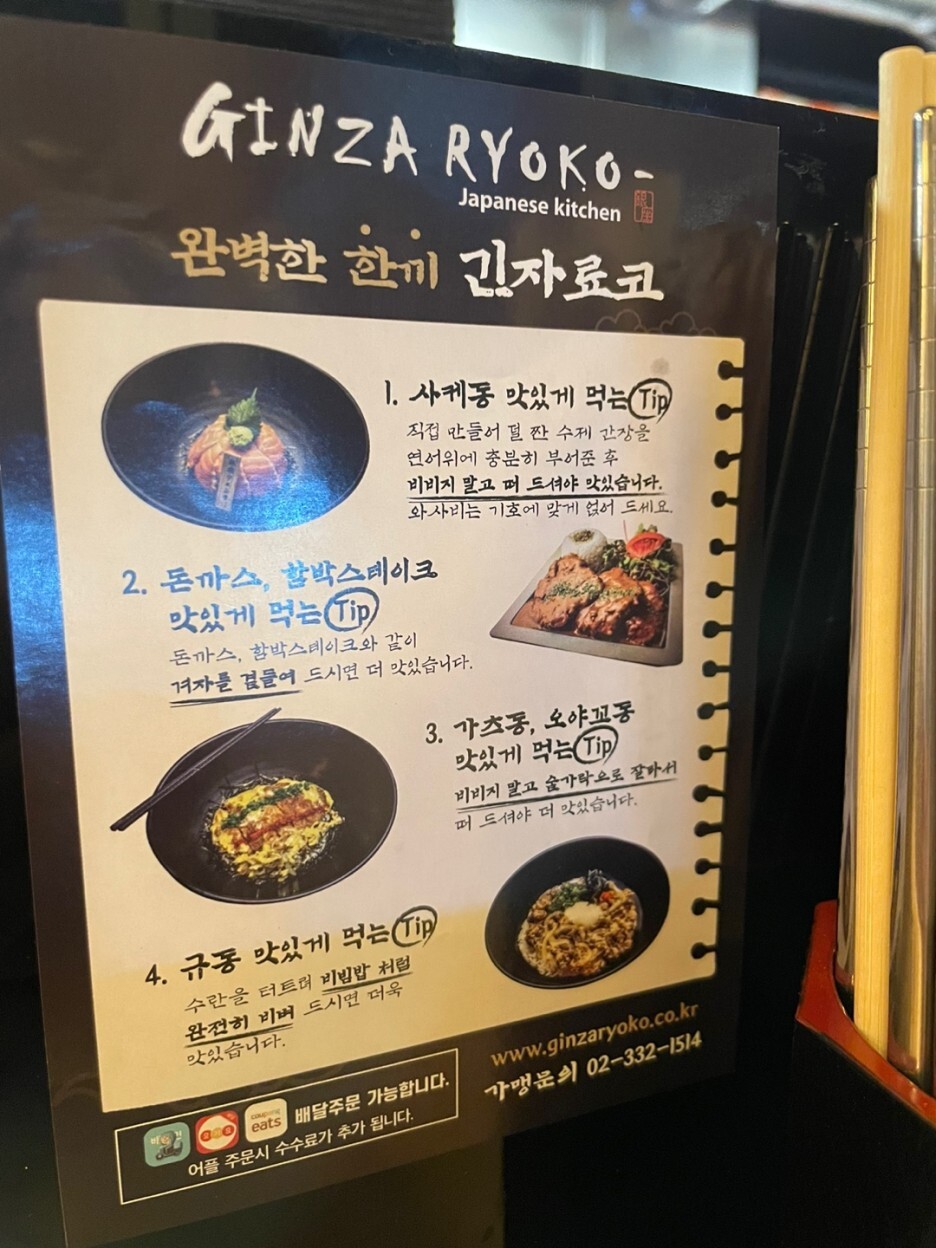 GINZA RYOKO
Japanese kitchen
완벽한 한끼 긴자료코
1. 사케동 맛있게 먹는 Tip
직접 만들어 덜 짠 수제 간장을
연어위에 충분히 부어준 후
비비지 말고 떠 드셔야 맛있습니다.
와사비는 기호에 맞게 얹어 드세요.
2. 돈까스, 함박스테이크
맛있게 먹는 Tip
돈까스, 함박스테이크와 같이
겨자를 곁들여 드시면 더 맛있습니다.
3. 가츠동, 오야꼬동
맛있게 먹는 Tip
비비지 말고 숟가락으로 잘라서
떠 드셔야 더 맛있습니다.
4. 규동 맛있게 먹는 Tip
수란을 터트려 비빔밥 처럼
완전히 비벼 드시면 더욱
맛있습니다.
www.ginzaryoko.co.kr
가맹문의 02-332-1514
coupang
eats
배달주문 가능합니다.
어플 주문시 수수료가 추가 됩니다.